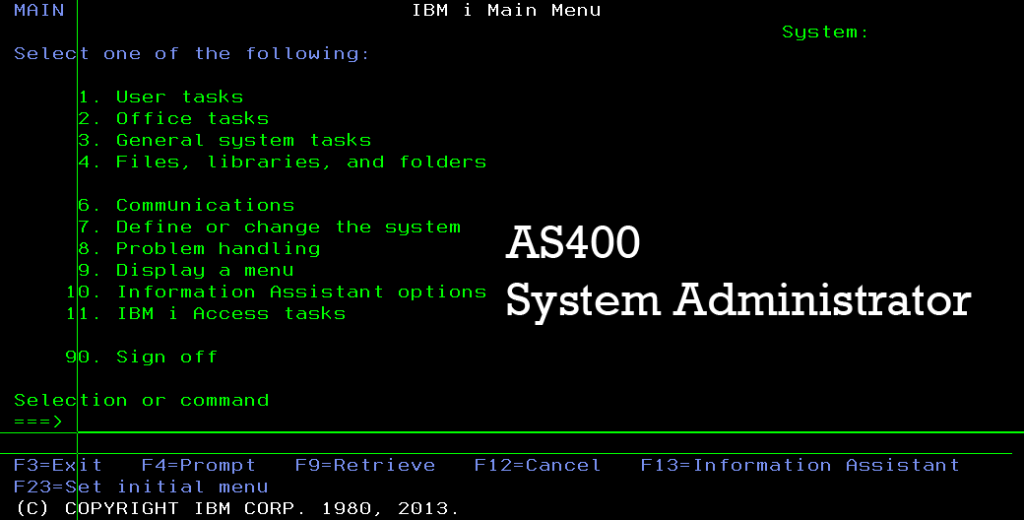 MAIN IBM i Main Menu
System:
Select one of the following:
1. User tasks
2. Office tasks
3. General system tasks
4. Files, libraries, and folders
6. Communications
7. Define or change the system
8. Problem handling
9. Display a menu
10. Information Assistant options
11. IBM i Access tasks
90. Sign off
AS400
System Administrator
Selection or command
===>
F3=Exit F4=Prompt F9=Retrieve F12=Cancel F13=Information Assistant
F23=Set initial menu
(C) COPYRIGHT IBM CORP. 1980, 2013.